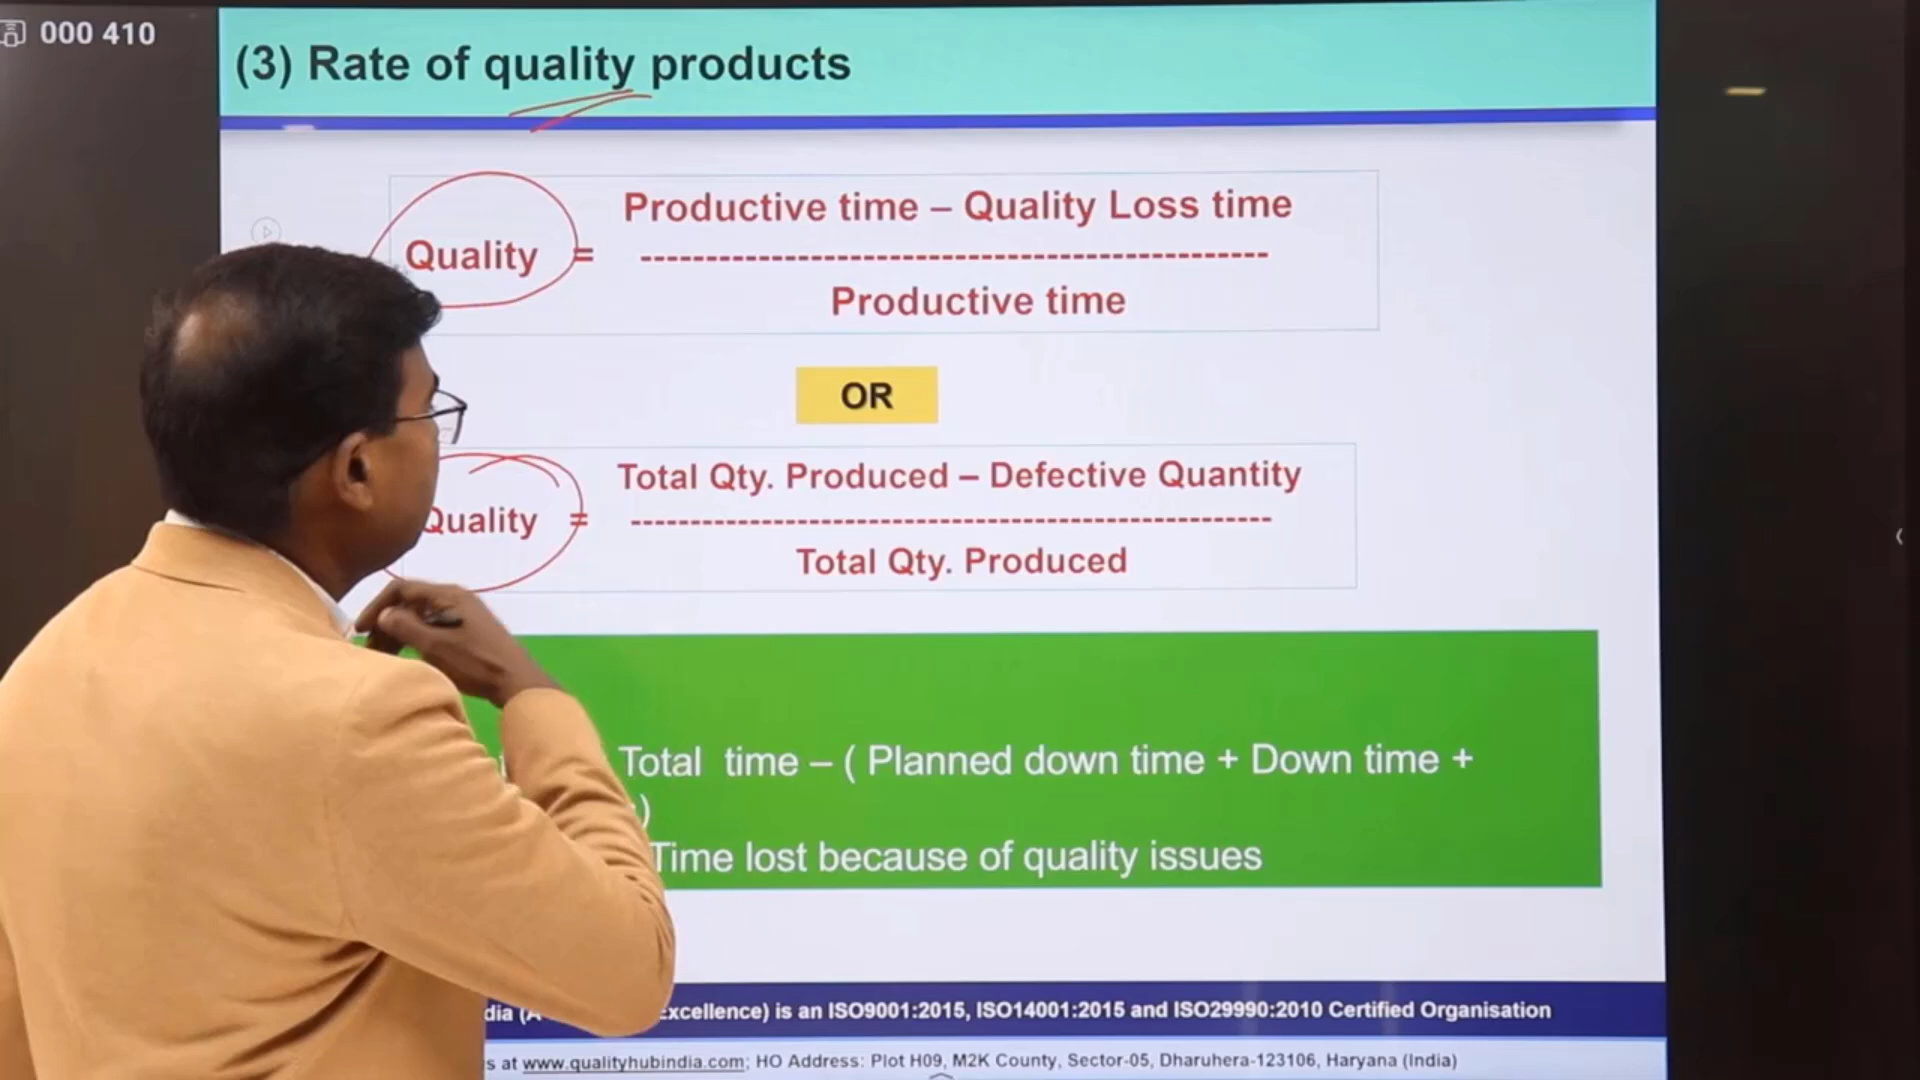 000 410
(3) Rate of quality products
Productive time – Quality Loss time
Quality =
Productive time
OR
Total Qty. Produced – Defective Quantity
Quality =
Total Qty. Produced
Total time – ( Planned down time + Down time +
)
Time lost because of quality issues
is an ISO9001:2015, ISO14001:2015 and ISO29990:2010 Certified Organisation
at www.qualityhubindia.com; HO Address: Plot H09, M2K County, Sector-05, Dharuhera-123106, Haryana (India)